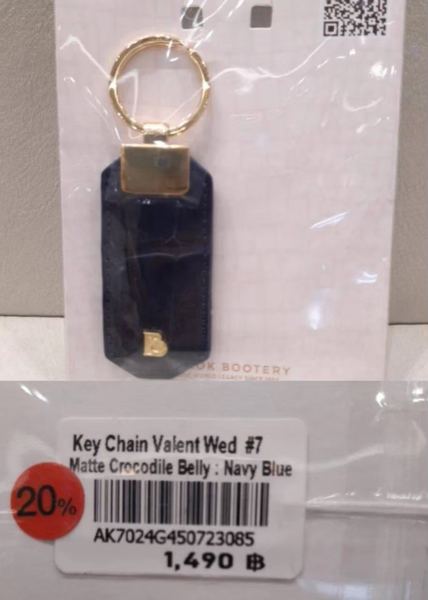 B
OK BOOTERY
Key Chain Valent Wed #7
Matte Crocodile Belly : Navy Blue
20%
AK7024G450723085
1,490 ฿